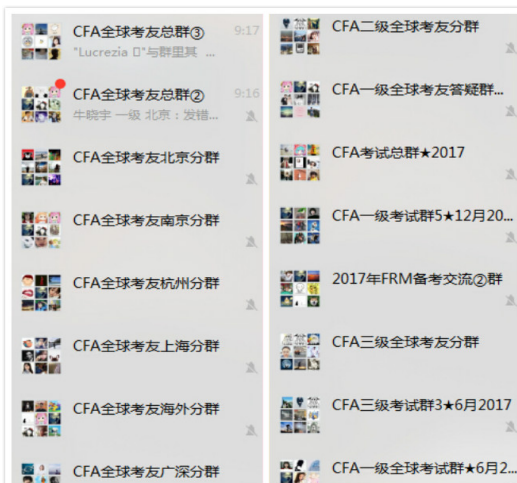 CFA全球考友总群③ 9:17
"Lucrezia 𝀏"与群里其 ...
CFA全球考友总群② 9:16
牛晓宇 一级 北京：发错...
CFA全球考友北京分群
CFA全球考友南京分群
CFA全球考友杭州分群
CFA全球考友上海分群
CFA全球考友海外分群
CFA全球考友广深分群
CFA二级全球考友分群
CFA一级全球考友答疑群...
CFA考试总群★2017
CFA一级考试群5★12月20...
2017年FRM备考交流②群
CFA三级全球考友分群
CFA三级考试群3★6月2017
CFA一级全球考试群★6月2...